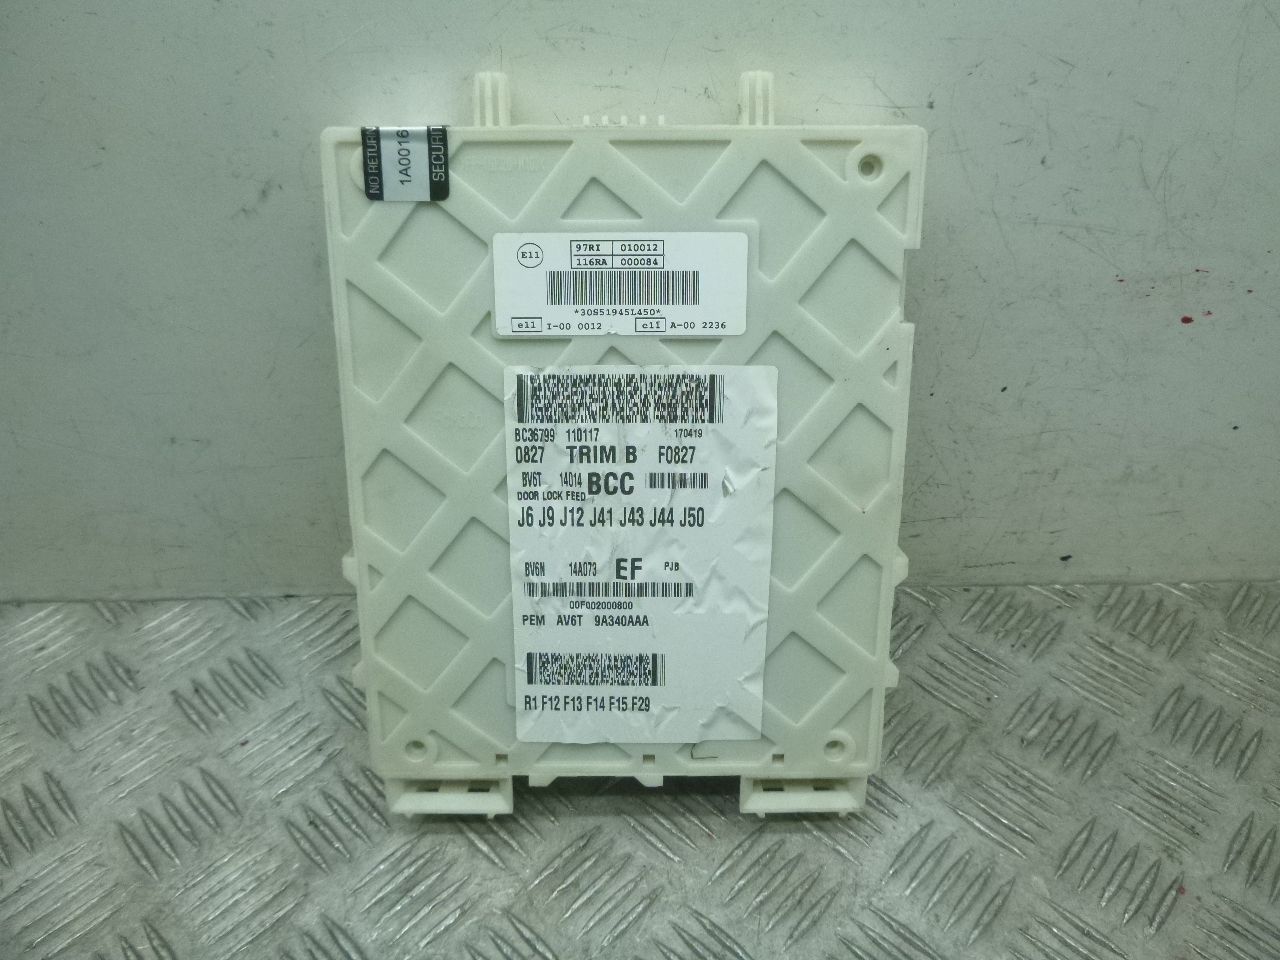 NO RETURN
1A0016
SECURIT
E11
97RI 010012
116RA 000084
*30S51945L450*
e11 I-00 0012 c11 A-00 2236
BC36799 110117 170419
0827 TRIM B F0827
BV6T 14014 BCC
DOOR LOCK FEED
J6 J9 J12 J41 J43 J44 J50
BV6N 14A073 EF PJB
00F002000800
PEM AV6T 9A340AAA
R1 F12 F13 F14 F15 F29